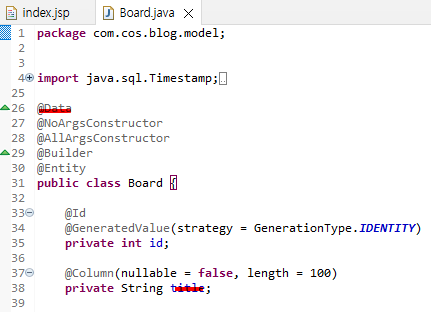 index.jsp Board.java
1 package com.cos.blog.model;
2
3
4 import java.sql.Timestamp;
25
26 @Data
27 @NoArgsConstructor
28 @AllArgsConstructor
29 @Builder
30 @Entity
31 public class Board {
32
33 @Id
34 @GeneratedValue(strategy = GenerationType.IDENTITY)
35 private int id;
36
37 @Column(nullable = false, length = 100)
38 private String title;
39